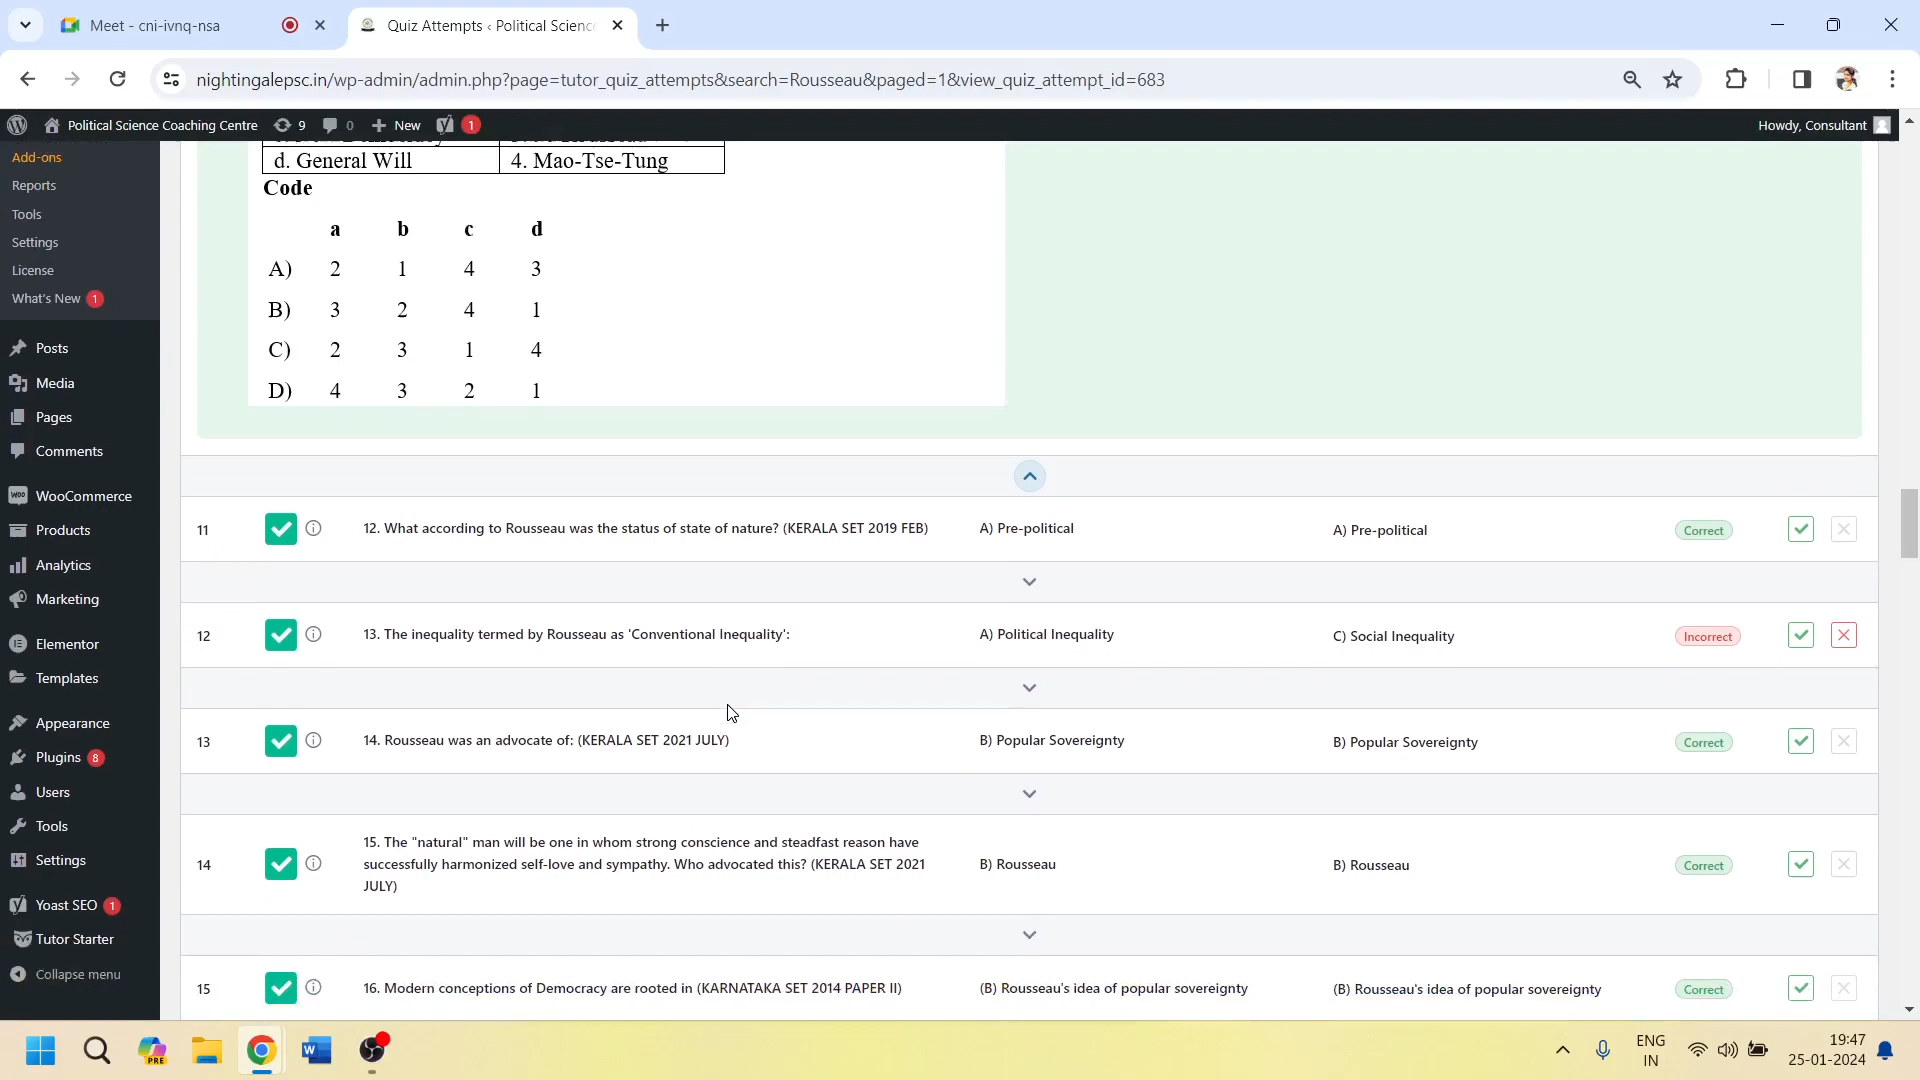 Meet - cni-ivnq-nsa
Quiz Attempts ‹ Political Science
nightingalepsc.in/wp-admin/admin.php?page=tutor_quiz_attempts&search=Rousseau&paged=1&view_quiz_attempt_id=683
Political Science Coaching Centre 9 0 New 1 Howdy, Consultant
Add-ons
Reports
Tools
Settings
License
What's New 1
Posts
Media
Pages
Comments
WooCommerce
Products
Analytics
Marketing
Elementor
Templates
Appearance
Plugins 8
Users
Tools
Settings
Yoast SEO 1
Tutor Starter
Collapse menu
d. General Will 4. Mao-Tse-Tung
Code
a b c d
A) 2 1 4 3
B) 3 2 4 1
C) 2 3 1 4
D) 4 3 2 1
11 12. What according to Rousseau was the status of state of nature? (KERALA SET 2019 FEB) A) Pre-political A) Pre-political Correct
12 13. The inequality termed by Rousseau as 'Conventional Inequality': A) Political Inequality C) Social Inequality Incorrect
13 14. Rousseau was an advocate of: (KERALA SET 2021 JULY) B) Popular Sovereignty B) Popular Sovereignty Correct
15. The "natural" man will be one in whom strong conscience and steadfast reason have
14 successfully harmonized self-love and sympathy. Who advocated this? (KERALA SET 2021 B) Rousseau B) Rousseau Correct
JULY)
15 16. Modern conceptions of Democracy are rooted in (KARNATAKA SET 2014 PAPER II) (B) Rousseau's idea of popular sovereignty (B) Rousseau's idea of popular sovereignty Correct
PRE
ENG
IN
19:47
25-01-2024